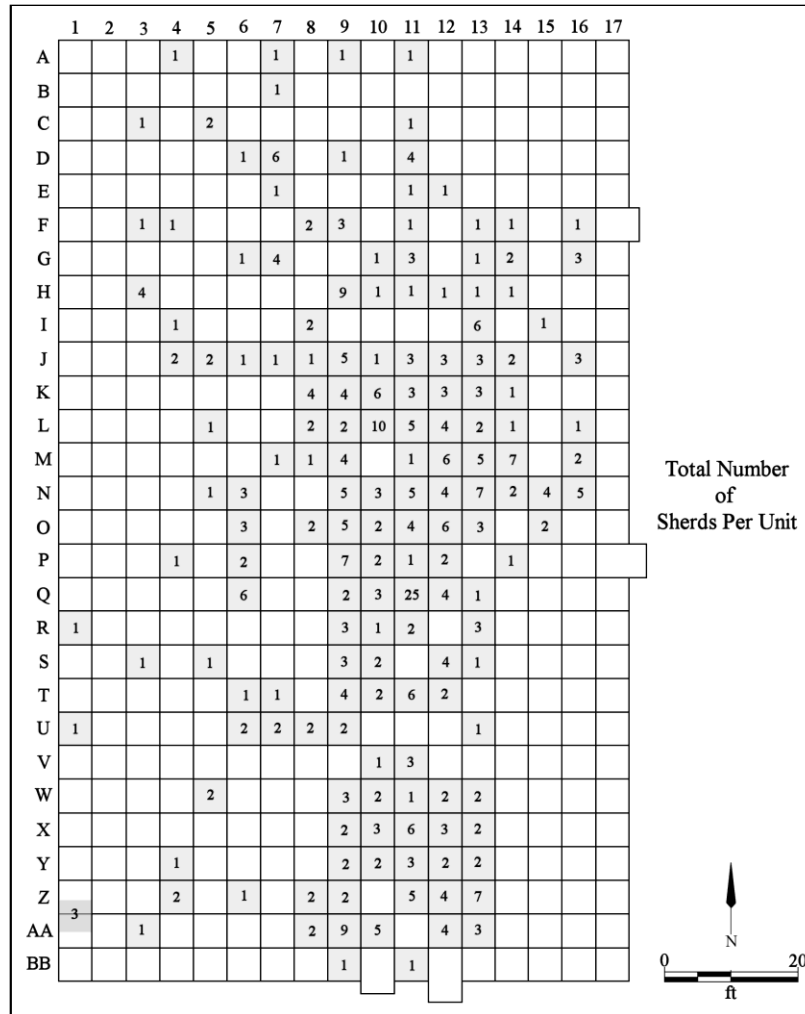 1 2 3 4 5 6 7 8 9 10 11 12 13 14 15 16 17
A 1 1 1 1
B 1
C 1 2 1
D 1 6 1 4
E 1 1 1
F 1 1 2 3 1 1 1 1
G 1 4 1 3 1 2 3
H 4 9 1 1 1 1 1
I 1 2 6 1
J 2 2 1 1 1 5 1 3 3 3 2 3
K 4 4 6 3 3 3 1
L 1 2 2 10 5 4 2 1 1
M 1 1 4 1 6 5 7 2
N 1 3 5 3 5 4 7 2 4 5
O 3 2 5 2 4 6 3 2
P 1 2 7 2 1 2 1
Q 6 2 3 25 4 1
R 1 3 1 2 3
S 1 1 3 2 4 1
T 1 1 4 2 6 2
U 1 2 2 2 2 1
V 1 3
W 2 3 2 1 2 2
X 2 3 6 3 2
Y 1 2 2 3 2 2
Z 2 1 2 2 5 4 7
3
AA 1 2 9 5 4 3
BB 1 1
Total Number
of
Sherds Per Unit
N
0 20
ft